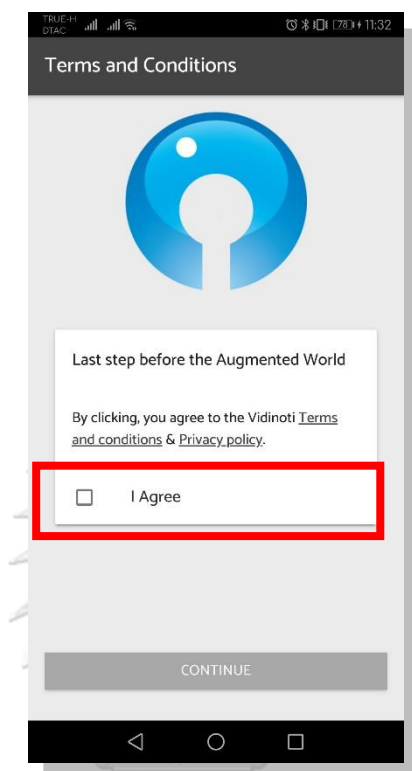 TRUE-H
DTAC
78 11:32
Terms and Conditions
Last step before the Augmented World
By clicking, you agree to the Vidinoti Terms
and conditions & Privacy policy.
I Agree
CONTINUE